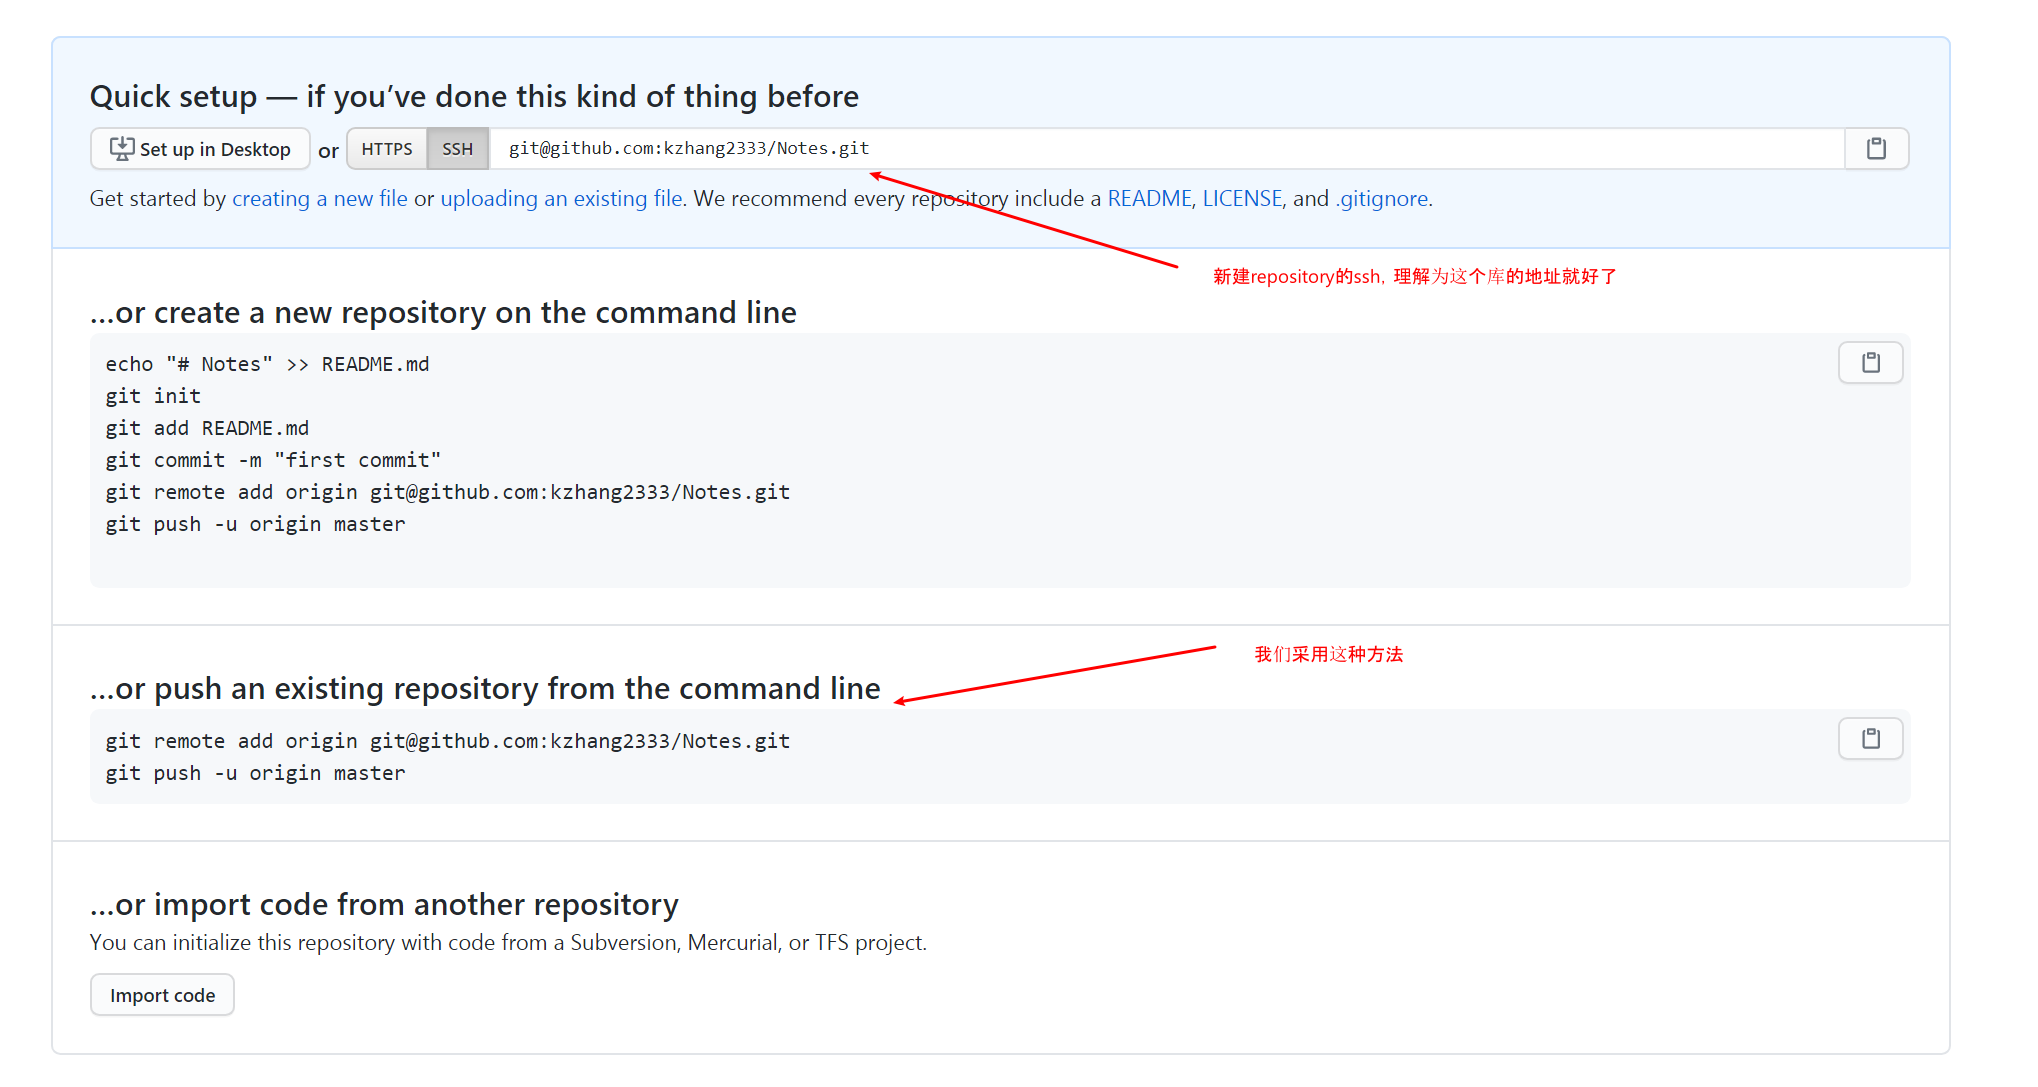 Quick setup — if you’ve done this kind of thing before
Set up in Desktop or HTTPS SSH git@github.com:kzhang2333/Notes.git
Get started by creating a new file or uploading an existing file. We recommend every repository include a README, LICENSE, and .gitignore.
新建repository的ssh, 理解为这个库的地址就好了
...or create a new repository on the command line
echo "# Notes" >> README.md
git init
git add README.md
git commit -m "first commit"
git remote add origin git@github.com:kzhang2333/Notes.git
git push -u origin master
我们采用这种方法
...or push an existing repository from the command line
git remote add origin git@github.com:kzhang2333/Notes.git
git push -u origin master
...or import code from another repository
You can initialize this repository with code from a Subversion, Mercurial, or TFS project.
Import code